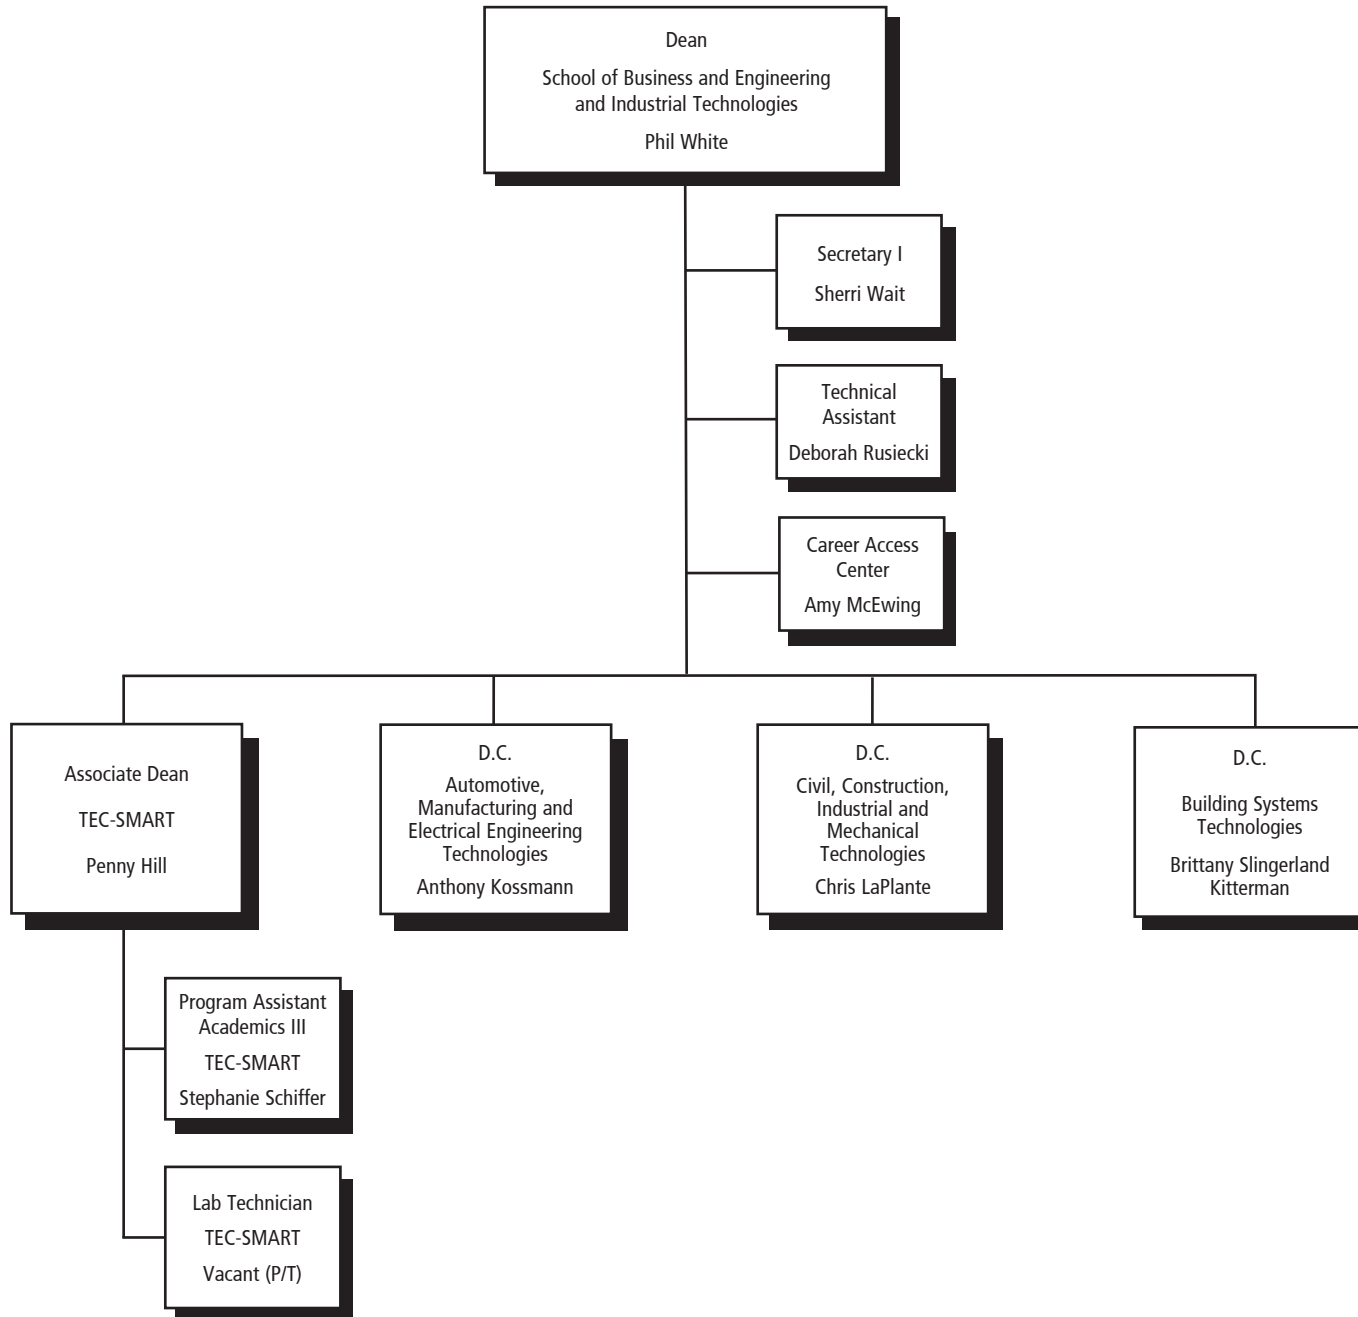 Dean
School of Business and Engineering
and Industrial Technologies
Phil White
Secretary I
Sherri Wait
Technical
Assistant
Deborah Rusiecki
Career Access
Center
Amy McEwing
Associate Dean
TEC-SMART
Penny Hill
D.C.
Automotive,
Manufacturing and
Electrical Engineering
Technologies
Anthony Kossmann
D.C.
Civil, Construction,
Industrial and
Mechanical
Technologies
Chris LaPlante
D.C.
Building Systems
Technologies
Brittany Slingerland
Kitterman
Program Assistant
Academics III
TEC-SMART
Stephanie Schiffer
Lab Technician
TEC-SMART
Vacant (P/T)